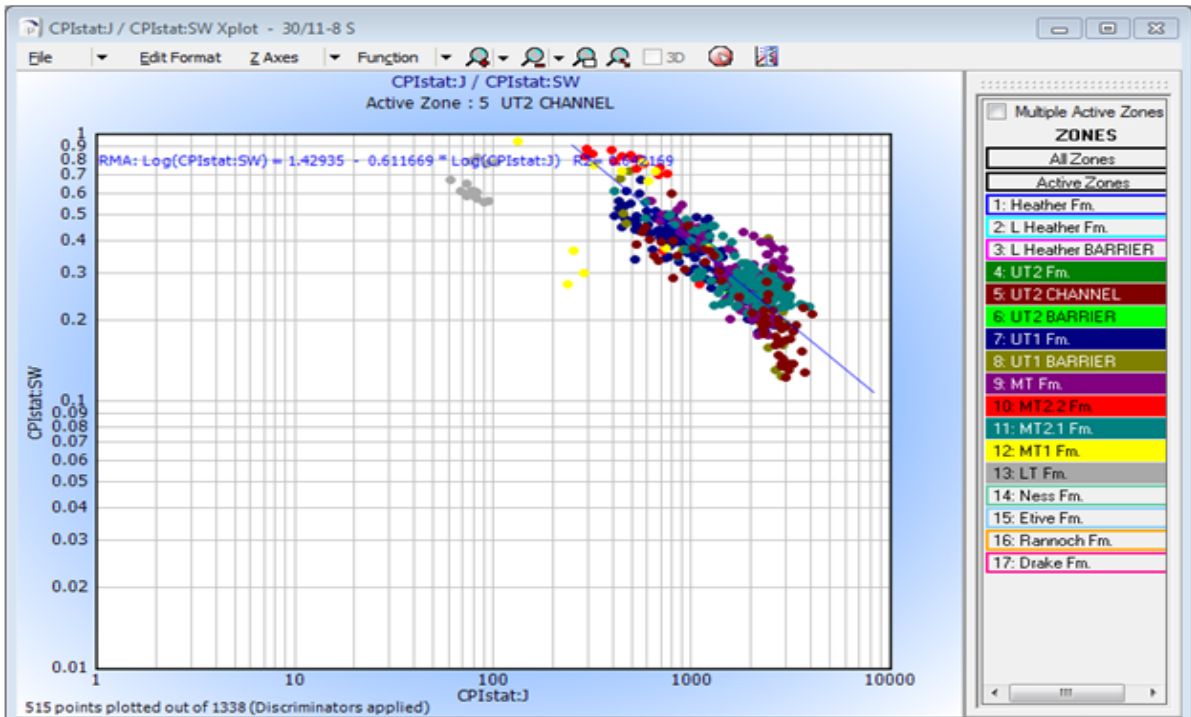 CPIstat:J / CPIstat:SW Xplot - 30/11-8 S
File Edit Format Z Axes Function 3D
CPIstat:J / CPIstat:SW
Active Zone : 5 UT2 CHANNEL
RMA: Log(CPIstat:SW) = 1.42935 - 0.611669 * Log(CPIstat:J) R2= 0.642169
1
0.9
0.8
0.7
0.6
0.5
0.4
0.3
0.2
0.1
0.09
0.08
0.07
0.06
0.05
0.04
0.03
0.02
0.01
CPIstat:SW
1 10 100 1000 10000
CPIstat:J
515 points plotted out of 1338 (Discriminators applied)
Multiple Active Zones
ZONES
All Zones
Active Zones
1: Heather Fm.
2: L Heather Fm.
3: L Heather BARRIER
4: UT2 Fm.
5: UT2 CHANNEL
6: UT2 BARRIER
7: UT1 Fm.
8: UT1 BARRIER
9: MT Fm.
10: MT2.2 Fm.
11: MT2.1 Fm.
12: MT1 Fm.
13: LT Fm.
14: Ness Fm.
15: Etive Fm.
16: Rannoch Fm.
17: Drake Fm.